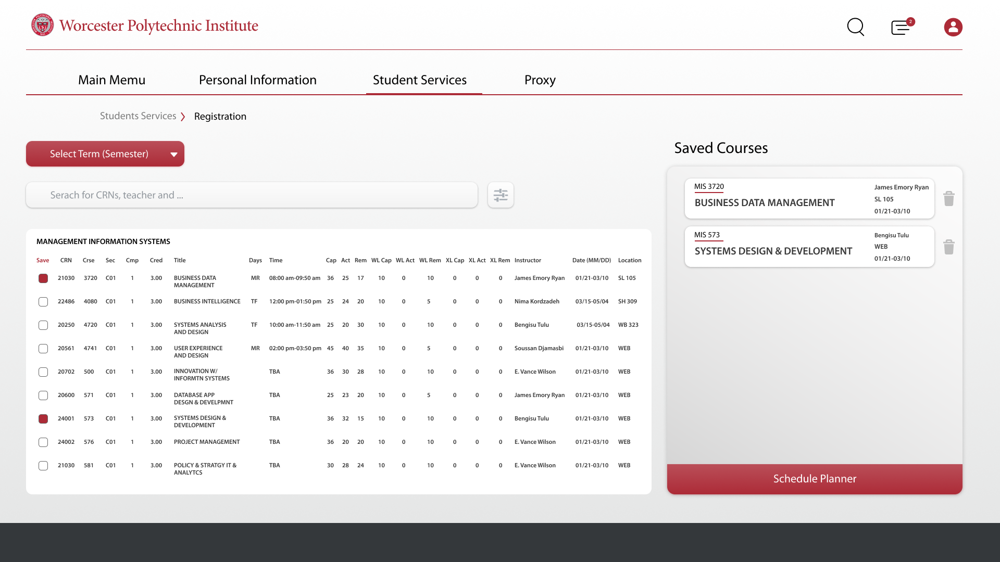 Worcester Polytechnic Institute
2
Main Memu Personal Information Student Services Proxy
Students Services Registration
Select Term (Semester)
Serach for CRNs, teacher and ...
MANAGEMENT INFORMATION SYSTEMS
Save CRN Crse Sec Cmp Cred Title Days Time Cap Act Rem WL Cap WL Act WL Rem XL Cap XL Act XL Rem Instructor Date (MM/DD) Location
21030 3720 C01 1 3.00 BUSINESS DATA MR 08:00 am-09:50 am 36 25 17 10 0 10 0 0 0 James Emory Ryan 01/21-03/10 SL 105
MANAGEMENT
22486 4080 C01 1 3.00 BUSINESS INTELLIGENCE TF 12:00 pm-01:50 pm 25 24 20 10 0 5 0 0 0 Nima Kordzadeh 03/15-05/04 SH 309
20250 4720 C01 1 3.00 SYSTEMS ANALYSIS TF 10:00 am-11:50 am 25 20 30 10 0 10 0 0 0 Bengisu Tulu 03/15-05/04 WB 323
AND DESIGN
20561 4741 C01 1 3.00 USER EXPERIENCE MR 02:00 pm-03:50 pm 45 40 35 10 0 5 0 0 0 Soussan Djamasbi 01/21-03/10 WEB
AND DESIGN
20702 500 C01 1 3.00 INNOVATION W/ TBA 36 30 28 10 0 10 0 0 0 E. Vance Wilson 01/21-03/10 WEB
INFORMTN SYSTEMS
20600 571 C01 1 3.00 DATABASE APP TBA 25 23 20 10 0 5 0 0 0 James Emory Ryan 01/21-03/10 WEB
DESGN & DEVELPMNT
24001 573 C01 1 3.00 SYSTEMS DESIGN & TBA 36 32 15 10 0 10 0 0 0 Bengisu Tulu 01/21-03/10 WEB
DEVELOPMENT
24002 576 C01 1 3.00 PROJECT MANAGEMENT TBA 36 20 20 10 0 10 0 0 0 E. Vance Wilson 01/21-03/10 WEB
21030 581 C01 1 3.00 POLICY & STRATGY IT & TBA 30 28 24 10 0 10 0 0 0 E. Vance Wilson 01/21-03/10 WEB
ANALYTCS
Saved Courses
MIS 3720
BUSINESS DATA MANAGEMENT
James Emory Ryan
SL 105
01/21-03/10
MIS 573
SYSTEMS DESIGN & DEVELOPMENT
Bengisu Tulu
WEB
01/21-03/10
Schedule Planner